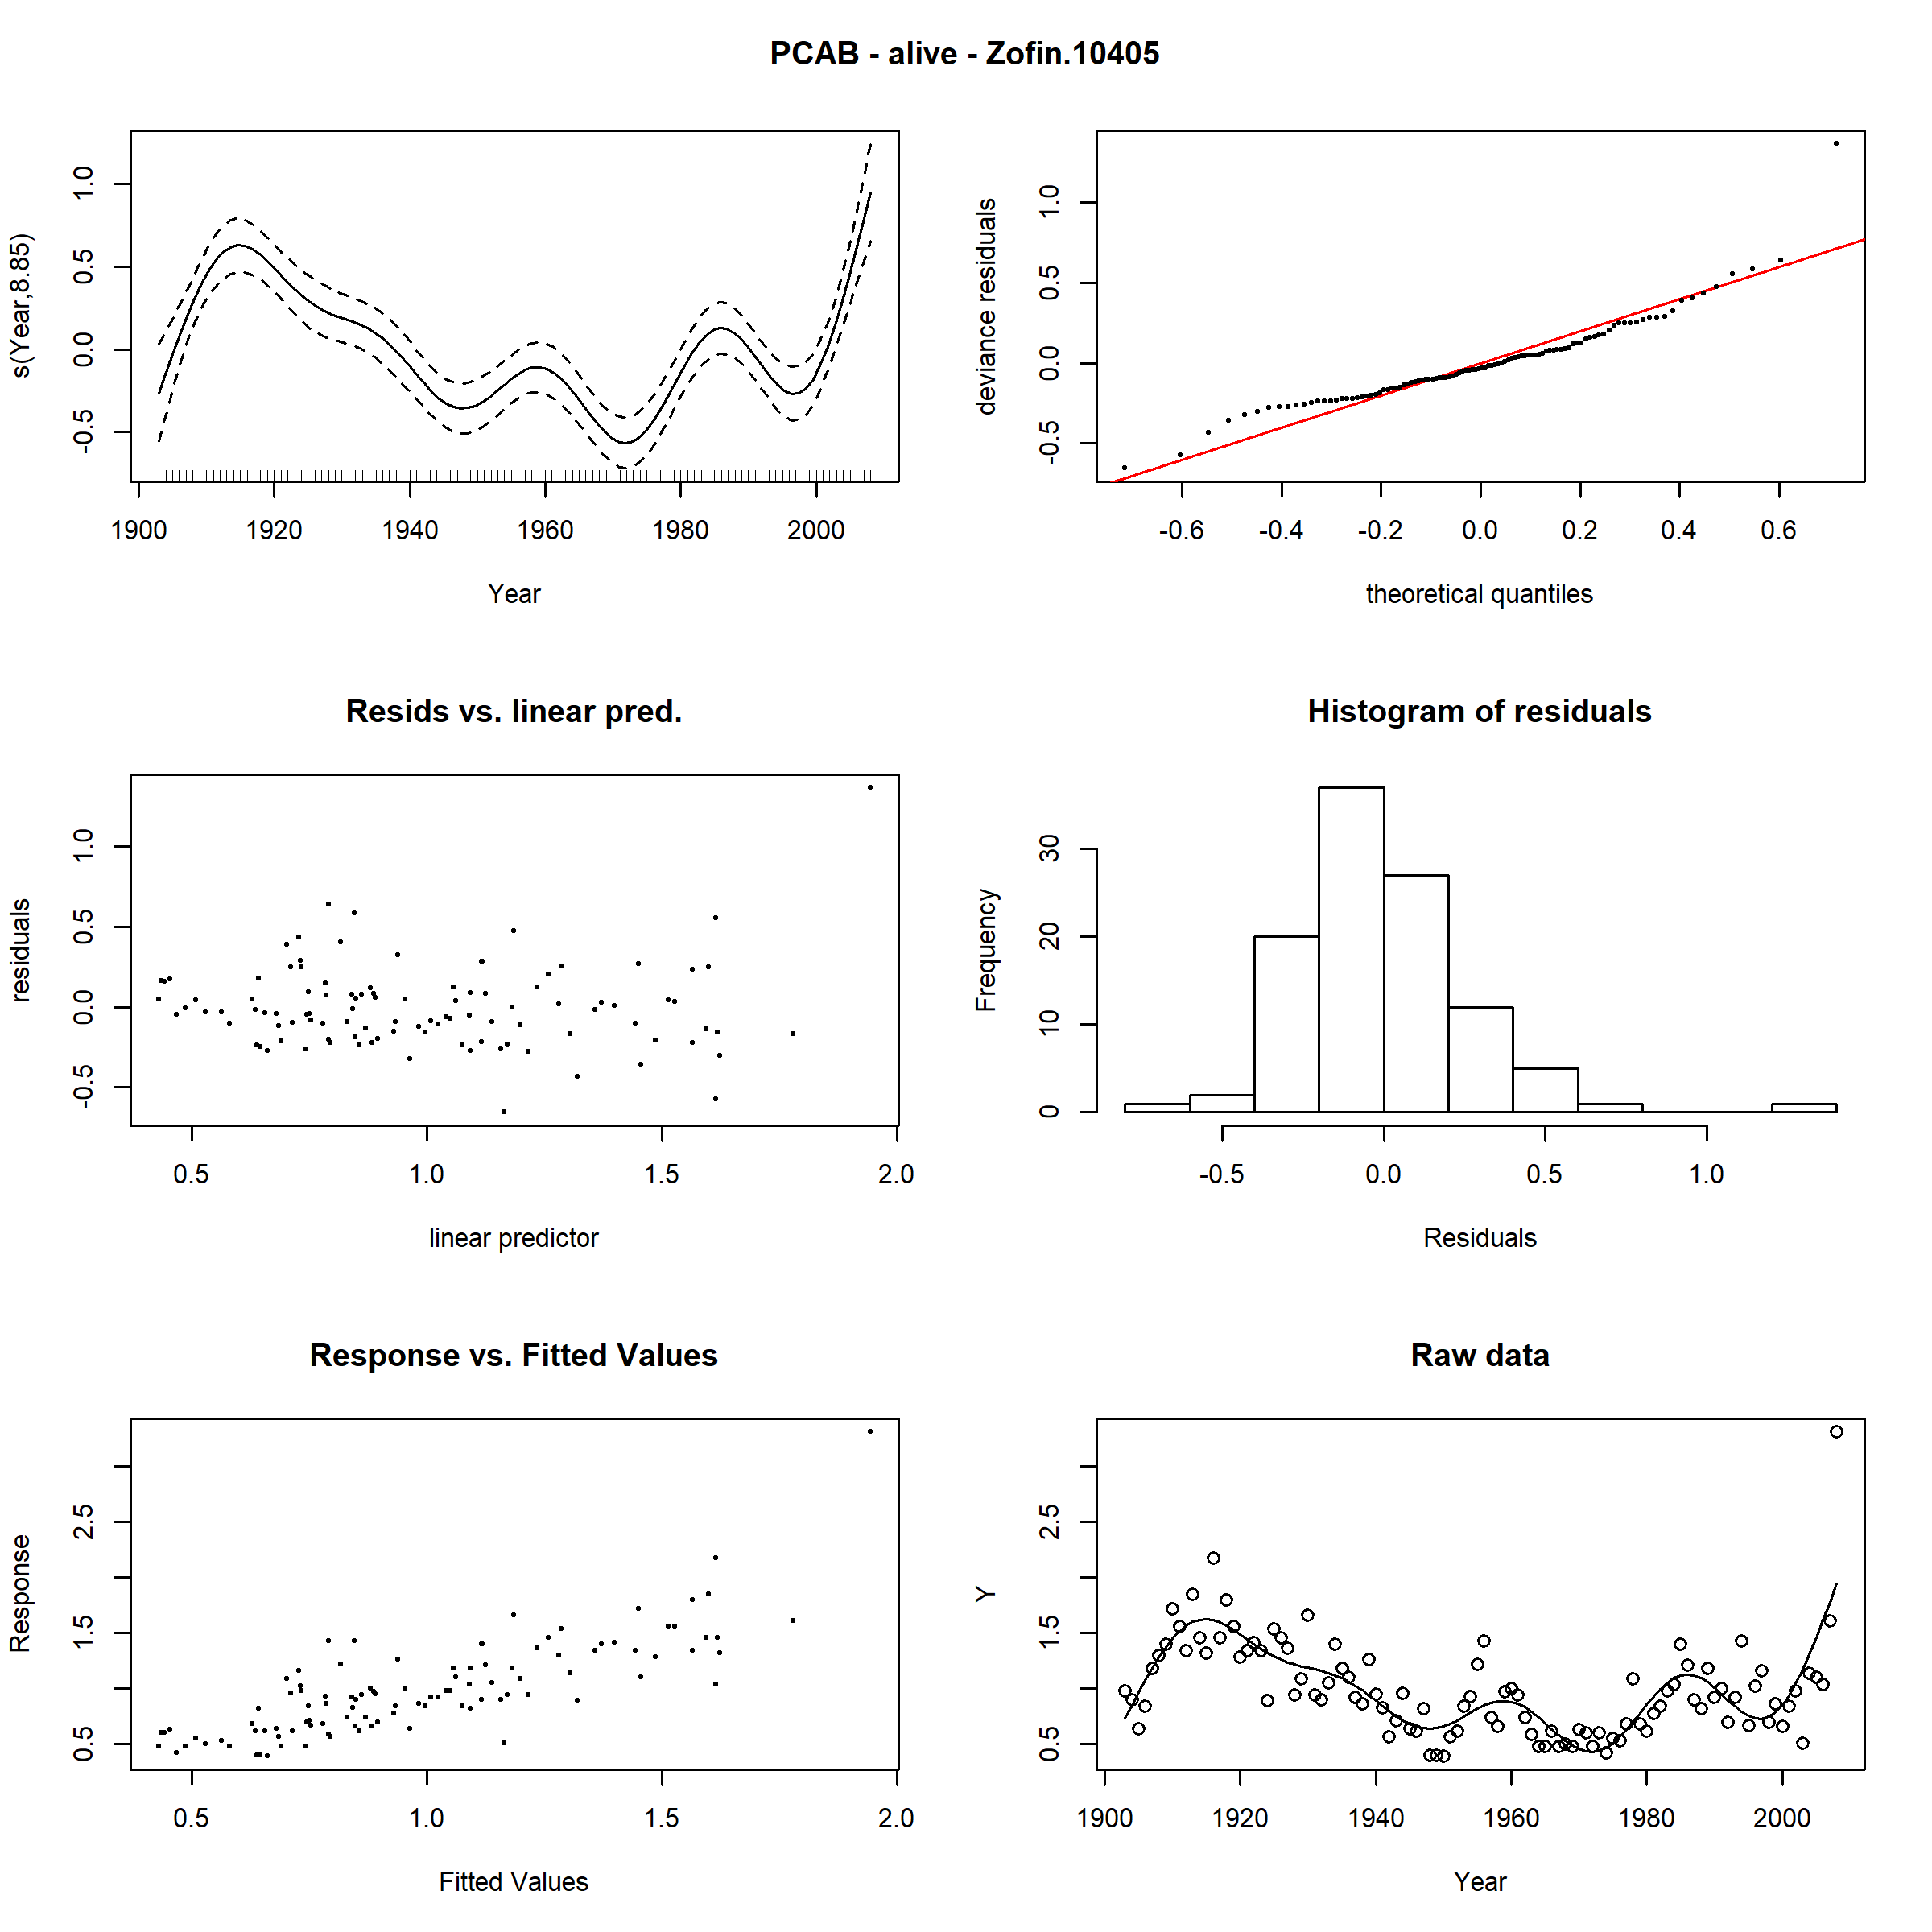 PCAB - alive - Zofin.10405
s(Year,8.85)
1.0
0.5
0.0
-0.5
1900 1920 1940 1960 1980 2000
Year
deviance residuals
1.0
0.5
0.0
-0.5
-0.6 -0.4 -0.2 0.0 0.2 0.4 0.6
theoretical quantiles
Resids vs. linear pred.
residuals
1.0
0.5
0.0
-0.5
0.5 1.0 1.5 2.0
linear predictor
Histogram of residuals
Frequency
30
20
10
0
-0.5 0.0 0.5 1.0
Residuals
Response vs. Fitted Values
Response
2.5
1.5
0.5
0.5 1.0 1.5 2.0
Fitted Values
Raw data
Y
2.5
1.5
0.5
1900 1920 1940 1960 1980 2000
Year